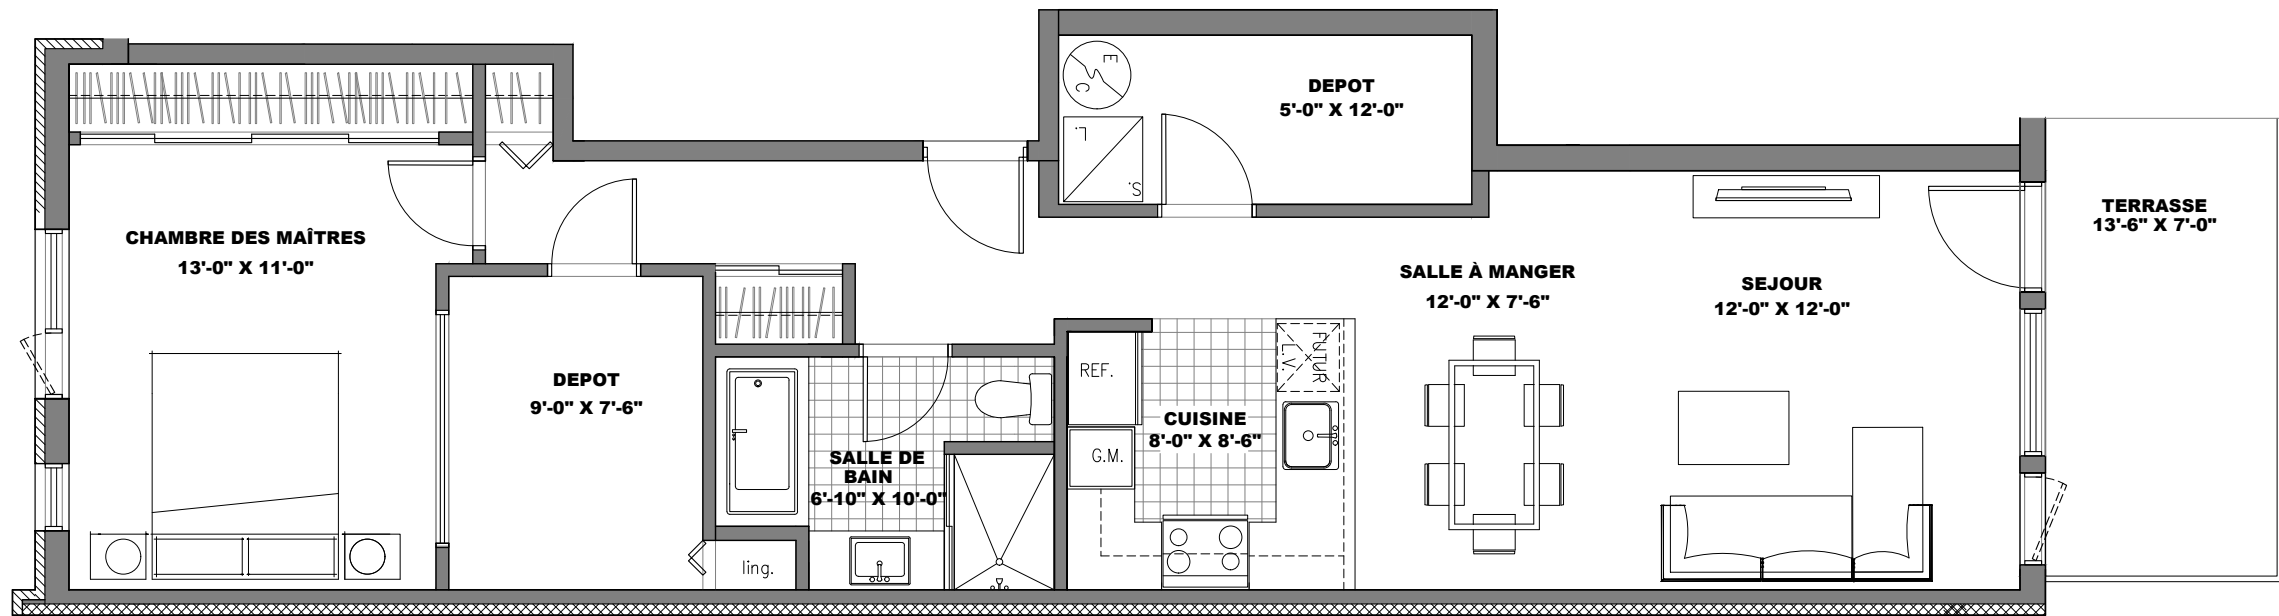 E
C
L.
S.
DEPOT
5'-0" X 12'-0"
TERRASSE
13'-6" X 7'-0"
CHAMBRE DES MAÎTRES
13'-0" X 11'-0"
SALLE À MANGER
12'-0" X 7'-6"
SEJOUR
12'-0" X 12'-0"
DEPOT
9'-0" X 7'-6"
REF.
FUTUR
L.V.
CUISINE
8'-0" X 8'-6"
G.M.
SALLE DE
BAIN
6'-10" X 10'-0"
ling.